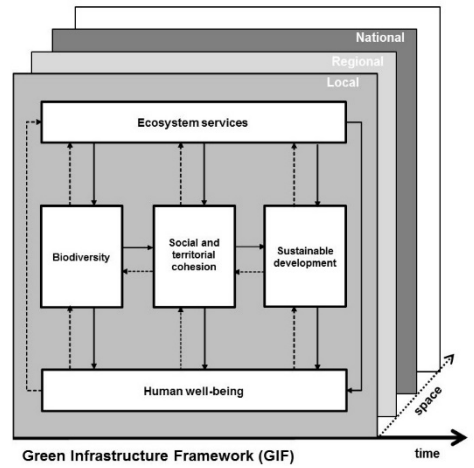 National
Regional
Local
Ecosystem services
Biodiversity
Social and
territorial
cohesion
Sustainable
development
Human well-being
space
Green Infrastructure Framework (GIF)
time